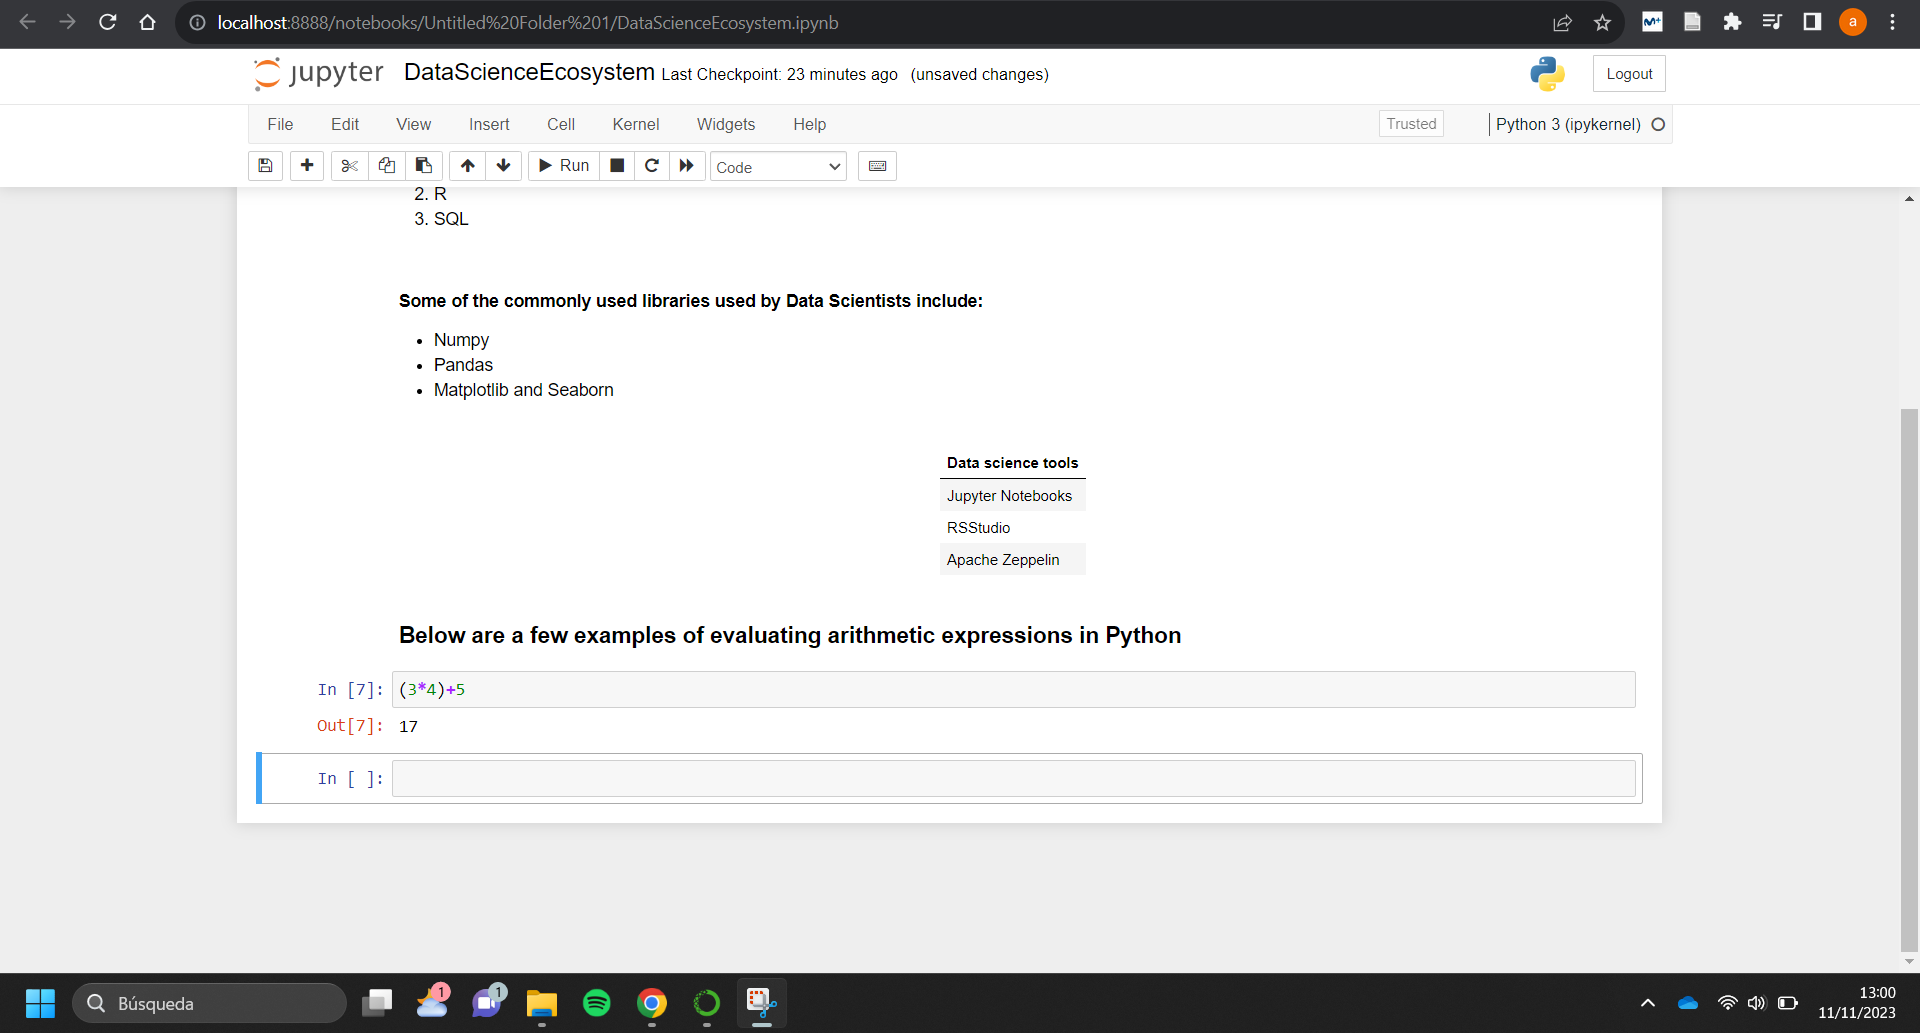 localhost:8888/notebooks/Untitled%20Folder%201/DataScienceEcosystem.ipynb
M+
a
jupyter DataScienceEcosystem Last Checkpoint: 23 minutes ago (unsaved changes)
Logout
File Edit View Insert Cell Kernel Widgets Help
Trusted
Python 3 (ipykernel)
Run
Code
2. R
3. SQL
Some of the commonly used libraries used by Data Scientists include:
• Numpy
• Pandas
• Matplotlib and Seaborn
Data science tools
Jupyter Notebooks
RSStudio
Apache Zeppelin
Below are a few examples of evaluating arithmetic expressions in Python
In [7]: (3*4)+5
Out[7]: 17
In [ ]:
Búsqueda
1
1
13:00
11/11/2023